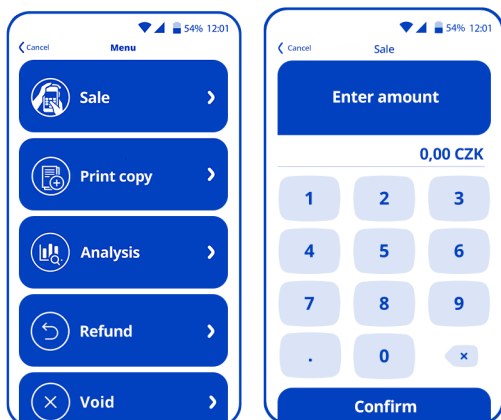 54% 12:01
Cancel
Menu
Sale
Print copy
Analysis
Refund
Void
54% 12:01
Cancel
Sale
Enter amount
0,00 CZK
1 2 3
4 5 6
7 8 9
. 0 ×
Confirm